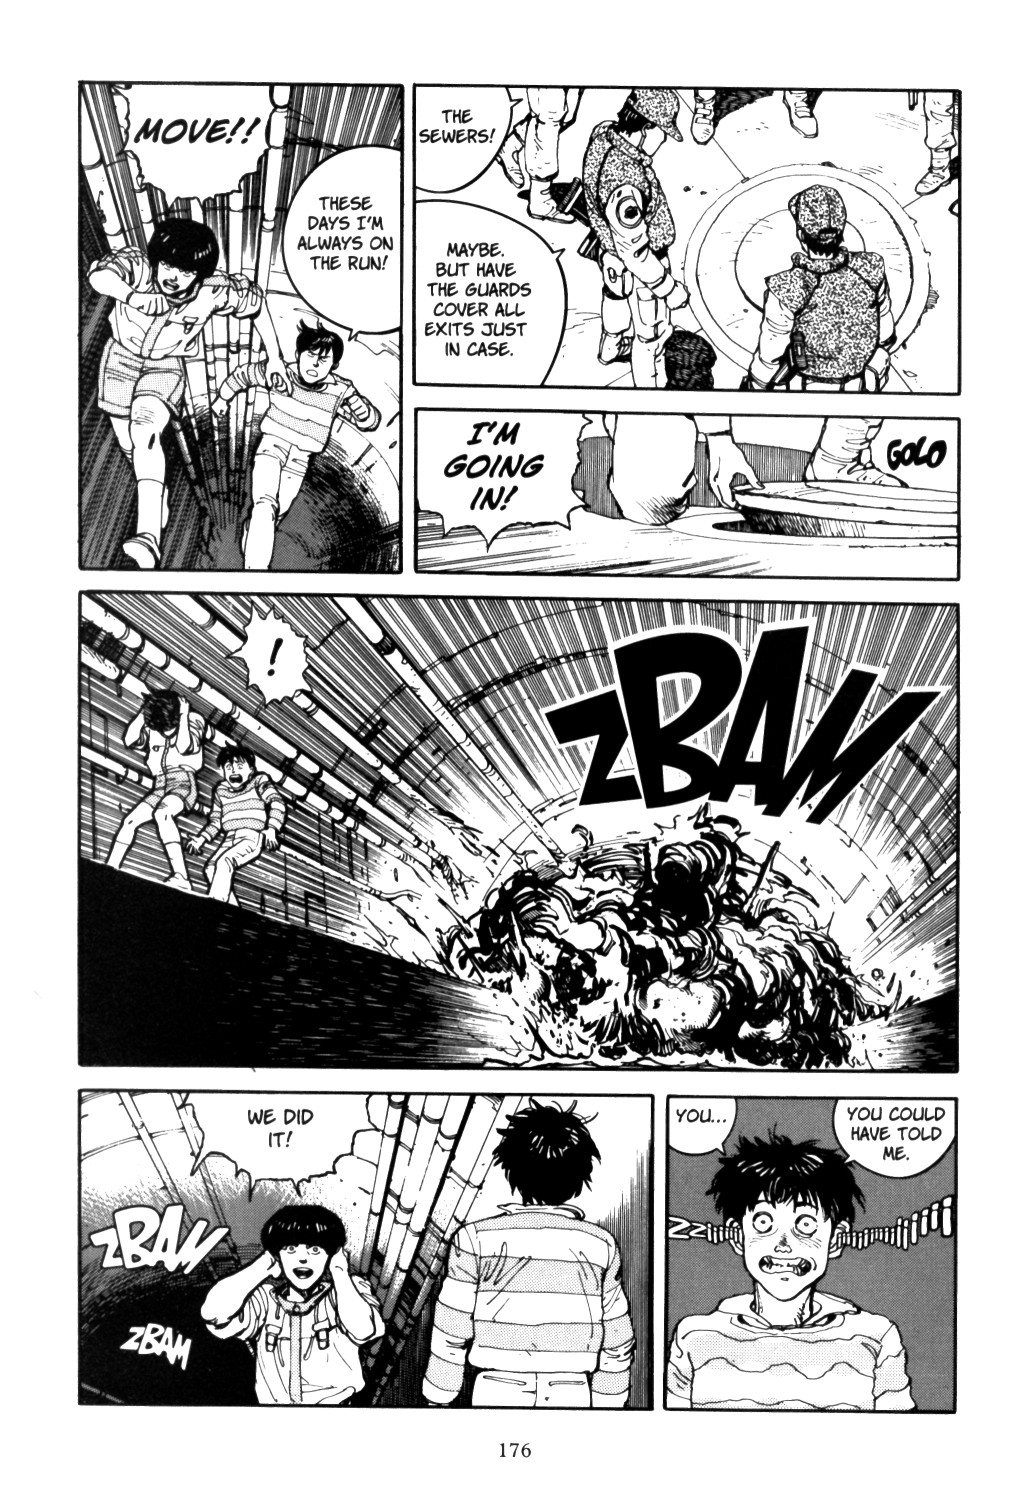 MOVE!!
THESE
DAYS I'M
ALWAYS ON
THE RUN!
THE
SEWERS!
MAYBE.
BUT HAVE
THE GUARDS
COVER ALL
EXITS JUST
IN CASE.
I'M
GOING
IN!
GOLO
!
ZBAM
WE DID
IT!
ZBAM
ZBAM
YOU...
YOU COULD
HAVE TOLD
ME.
176